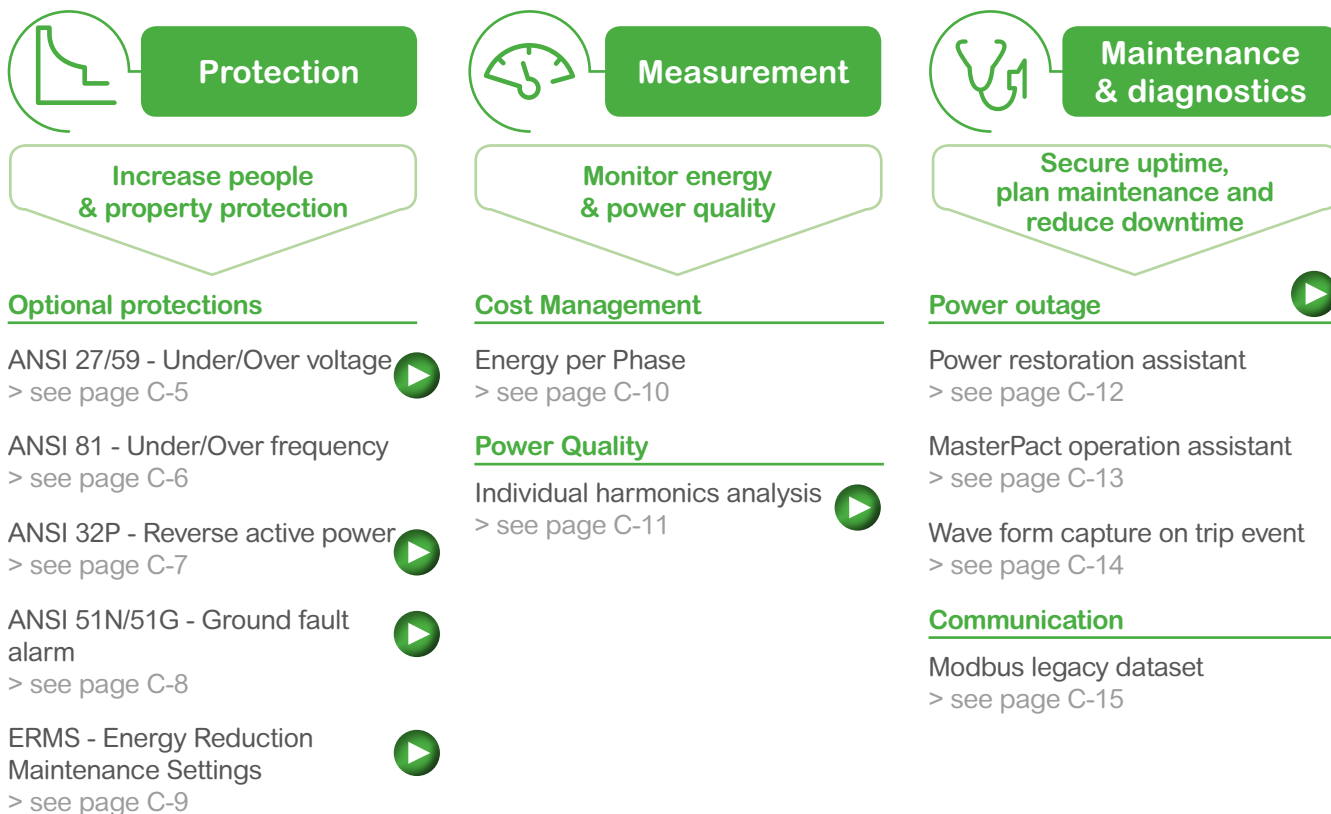 Protection
Increase people
& property protection
Optional protections
ANSI 27/59 - Under/Over voltage
> see page C-5
ANSI 81 - Under/Over frequency
> see page C-6
ANSI 32P - Reverse active power
> see page C-7
ANSI 51N/51G - Ground fault
alarm
> see page C-8
ERMS - Energy Reduction
Maintenance Settings
> see page C-9
Measurement
Monitor energy
& power quality
Cost Management
Energy per Phase
> see page C-10
Power Quality
Individual harmonics analysis
> see page C-11
Maintenance
& diagnostics
Secure uptime,
plan maintenance and
reduce downtime
Power outage
Power restoration assistant
> see page C-12
MasterPact operation assistant
> see page C-13
Wave form capture on trip event
> see page C-14
Communication
Modbus legacy dataset
> see page C-15